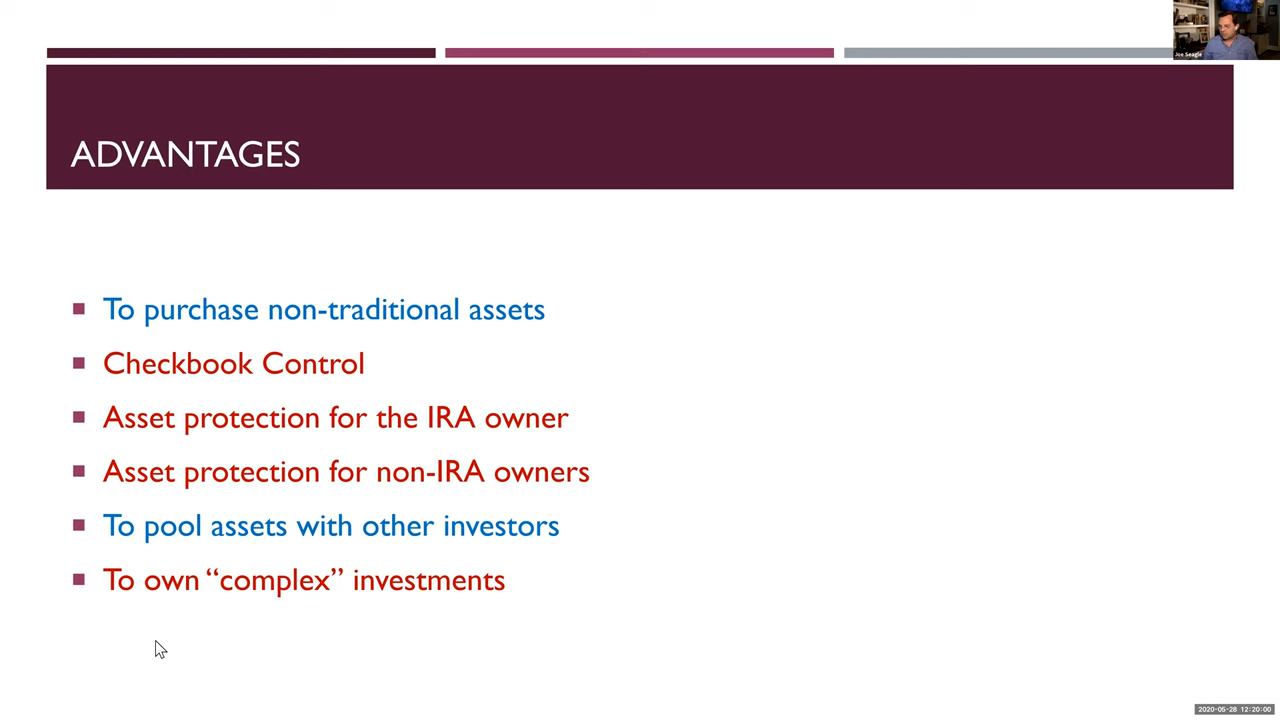 Joe Seagle
ADVANTAGES
To purchase non-traditional assets
Checkbook Control
Asset protection for the IRA owner
Asset protection for non-IRA owners
To pool assets with other investors
To own “complex” investments
2020-05-28 12:20:00